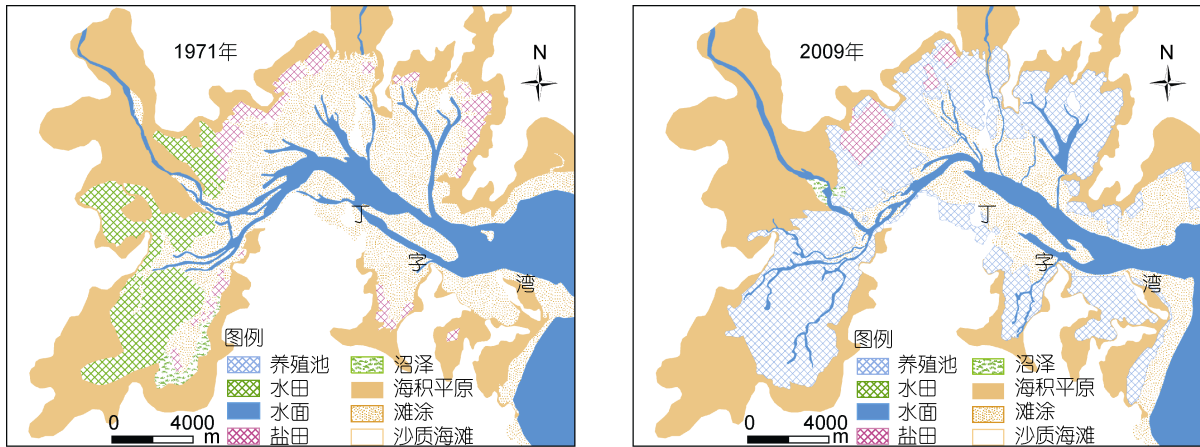 1971年
N
丁
字
湾
图例
养殖池
沼泽
水田
海积平原
水面
滩涂
盐田
沙质海滩
0 4000
m
2009年
N
丁
字
湾
图例
养殖池
沼泽
水田
海积平原
水面
滩涂
盐田
沙质海滩
0 4000
m